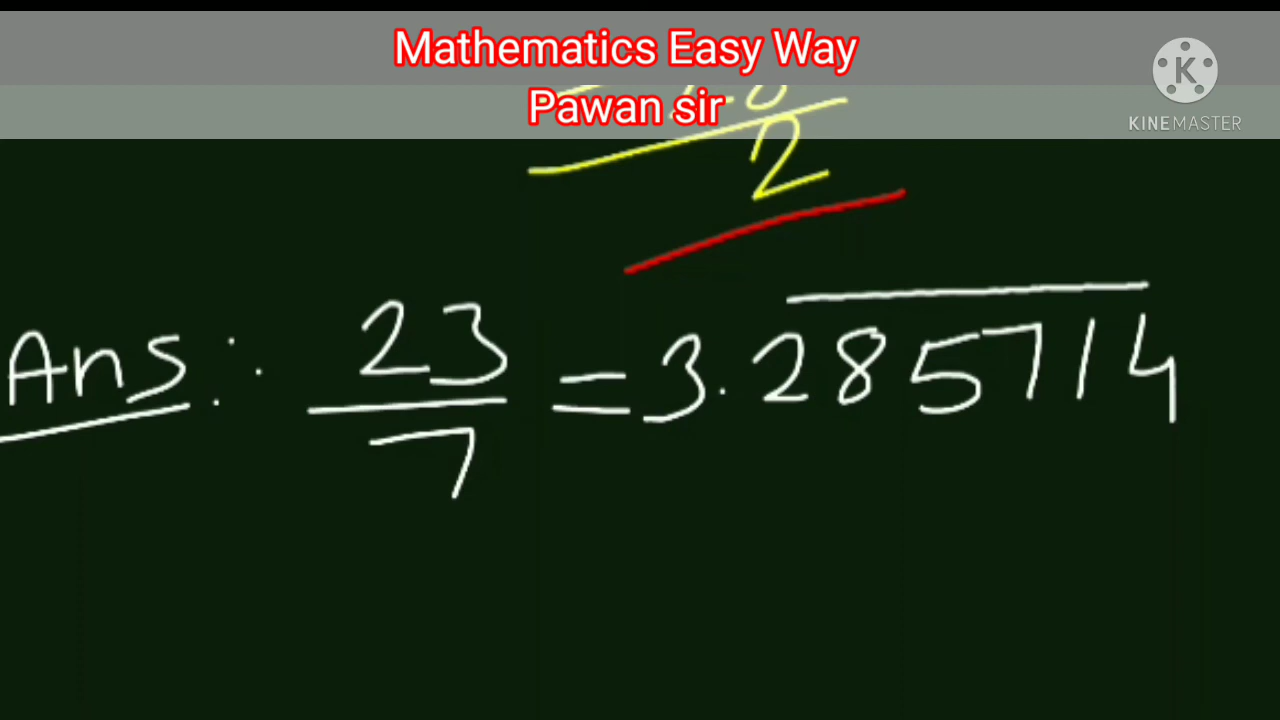 Mathematics Easy Way
Pawan sir
K
KINEMASTER
2
Ans: 23/7 = 3.285714